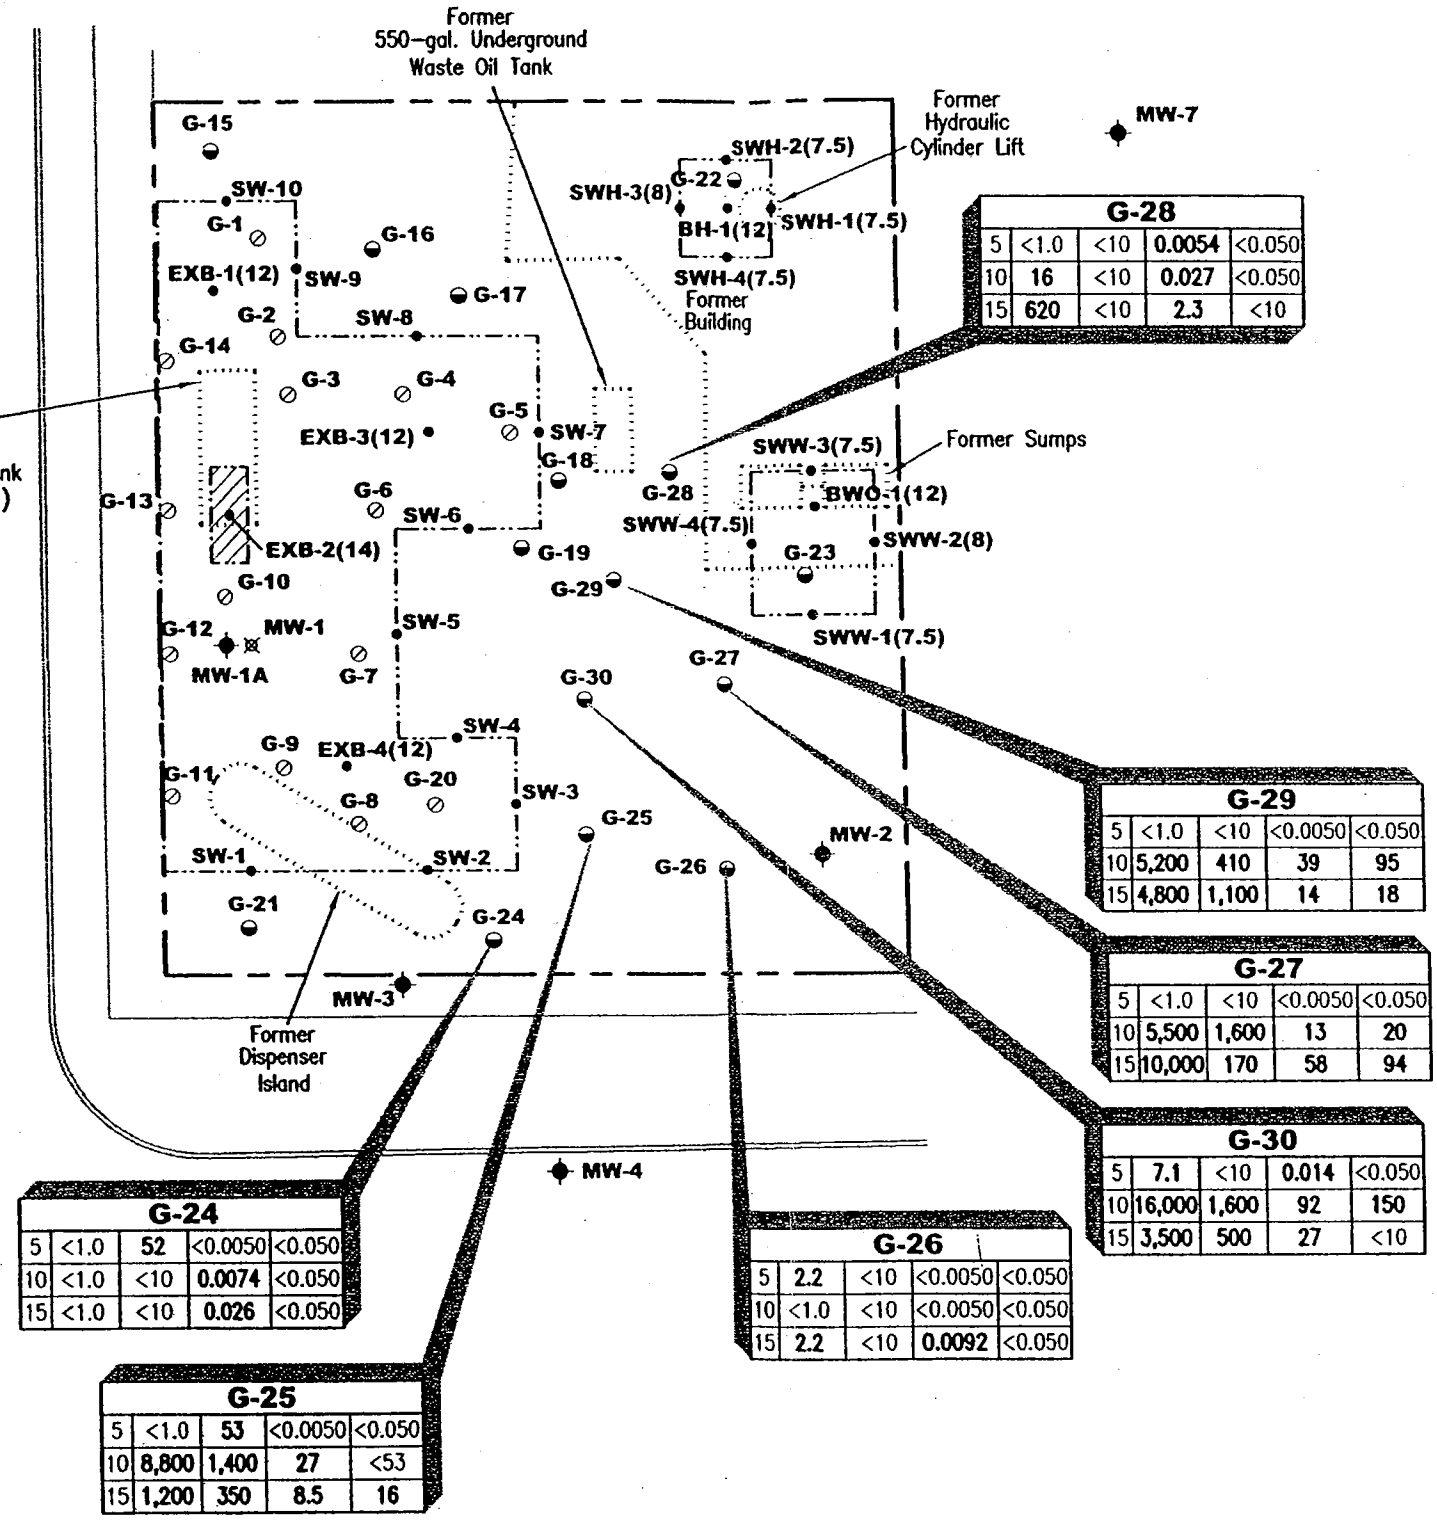 Former
550-gal. Underground
Waste Oil Tank
Former
Hydraulic
Cylinder Lift
MW-7
G-15
SWH-2(7.5)
G-22
SW-10
SWH-3(8)
G-1
BH-1(12)
SWH-1(7.5)
G-16
EXB-1(12)
SW-9
SWH-4(7.5)
Former
Building
G-17
G-2
SW-8
G-14
G-3
G-4
G-5
EXB-3(12)
SW-7
G-18
SWW-3(7.5)
Former Sumps
nk
)
G-13
G-6
G-28
BWO-1(12)
SW-6
SWW-4(7.5)
SWW-2(8)
EXB-2(14)
G-19
G-23
G-10
G-29
G-12
MW-1
SW-5
SWW-1(7.5)
MW-1A
G-7
G-27
G-30
SW-4
G-9
EXB-4(12)
G-11
G-20
SW-3
G-8
G-25
MW-2
SW-1
SW-2
G-26
G-21
G-24
MW-3
Former
Dispenser
Island
MW-4
G-28
5 <1.0 <10 0.0054 <0.050
10 16 <10 0.027 <0.050
15 620 <10 2.3 <10
G-29
5 <1.0 <10 <0.0050 <0.050
10 5,200 410 39 95
15 4,800 1,100 14 18
G-27
5 <1.0 <10 <0.0050 <0.050
10 5,500 1,600 13 20
15 10,000 170 58 94
G-30
5 7.1 <10 0.014 <0.050
10 16,000 1,600 92 150
15 3,500 500 27 <10
G-24
5 <1.0 52 <0.0050 <0.050
10 <1.0 <10 0.0074 <0.050
15 <1.0 <10 0.026 <0.050
G-26
5 2.2 <10 <0.0050 <0.050
10 <1.0 <10 <0.0050 <0.050
15 2.2 <10 0.0092 <0.050
G-25
5 <1.0 53 <0.0050 <0.050
10 8,800 1,400 27 <53
15 1,200 350 8.5 16